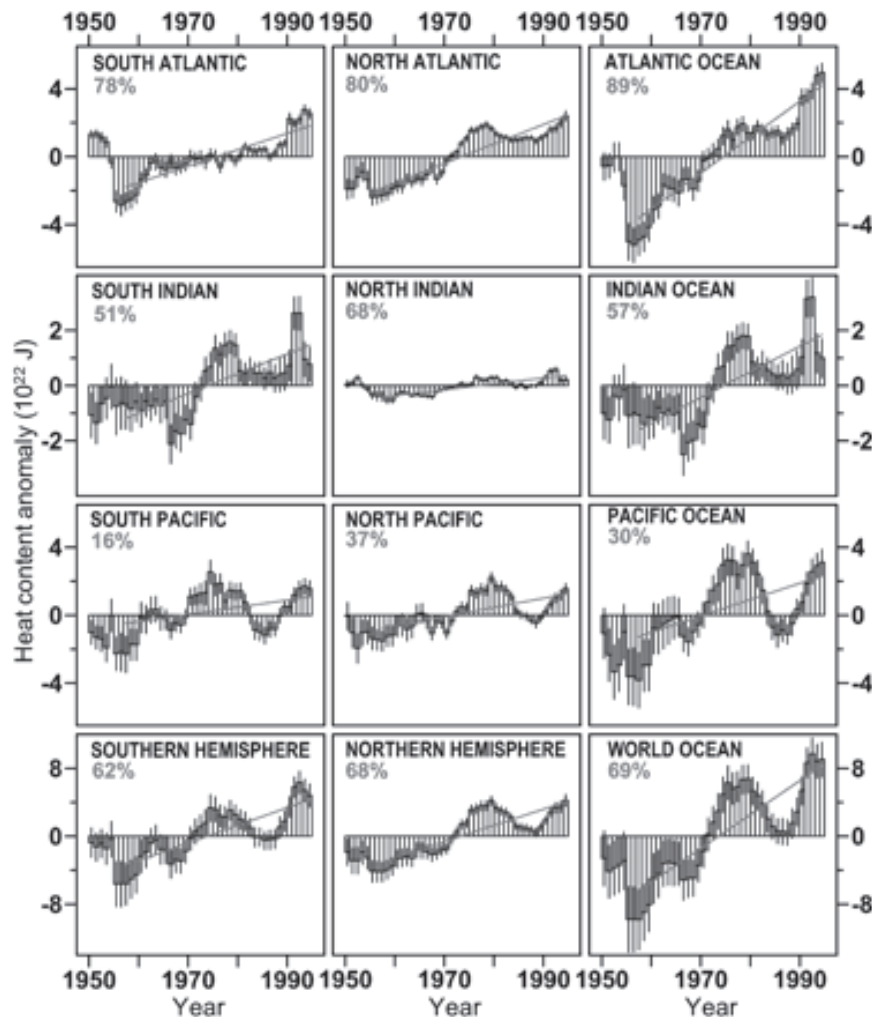 1950 1970 1990 1950 1970 1990 1950 1970 1990
SOUTH ATLANTIC
78%
NORTH ATLANTIC
80%
ATLANTIC OCEAN
89%
4 4
0 0
-4 -4
SOUTH INDIAN
51%
NORTH INDIAN
68%
INDIAN OCEAN
57%
2 2
0 0
-2 -2
SOUTH PACIFIC
16%
NORTH PACIFIC
37%
PACIFIC OCEAN
30%
4 4
0 0
-4 -4
SOUTHERN HEMISPHERE
62%
NORTHERN HEMISPHERE
68%
WORLD OCEAN
69%
8 8
0 0
-8 -8
Heat content anomaly (10²² J)
1950 1970 1990 1950 1970 1990 1950 1970 1990
Year Year Year